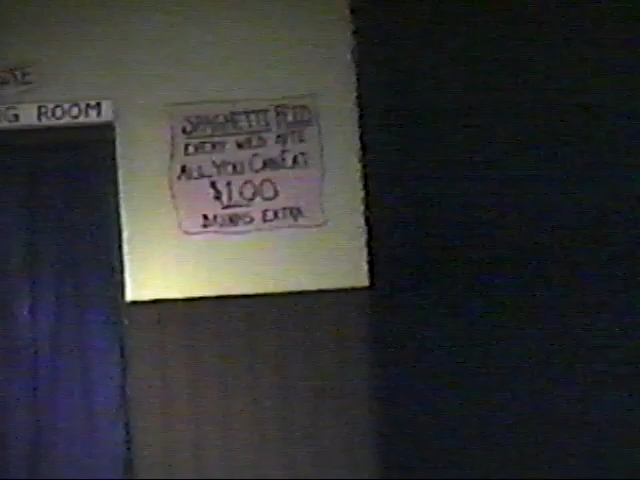 G ROOM
SPAGHETTI FEED
EVERY WED NITE
ALL YOU CAN EAT
$1.00
DRINKS EXTRA